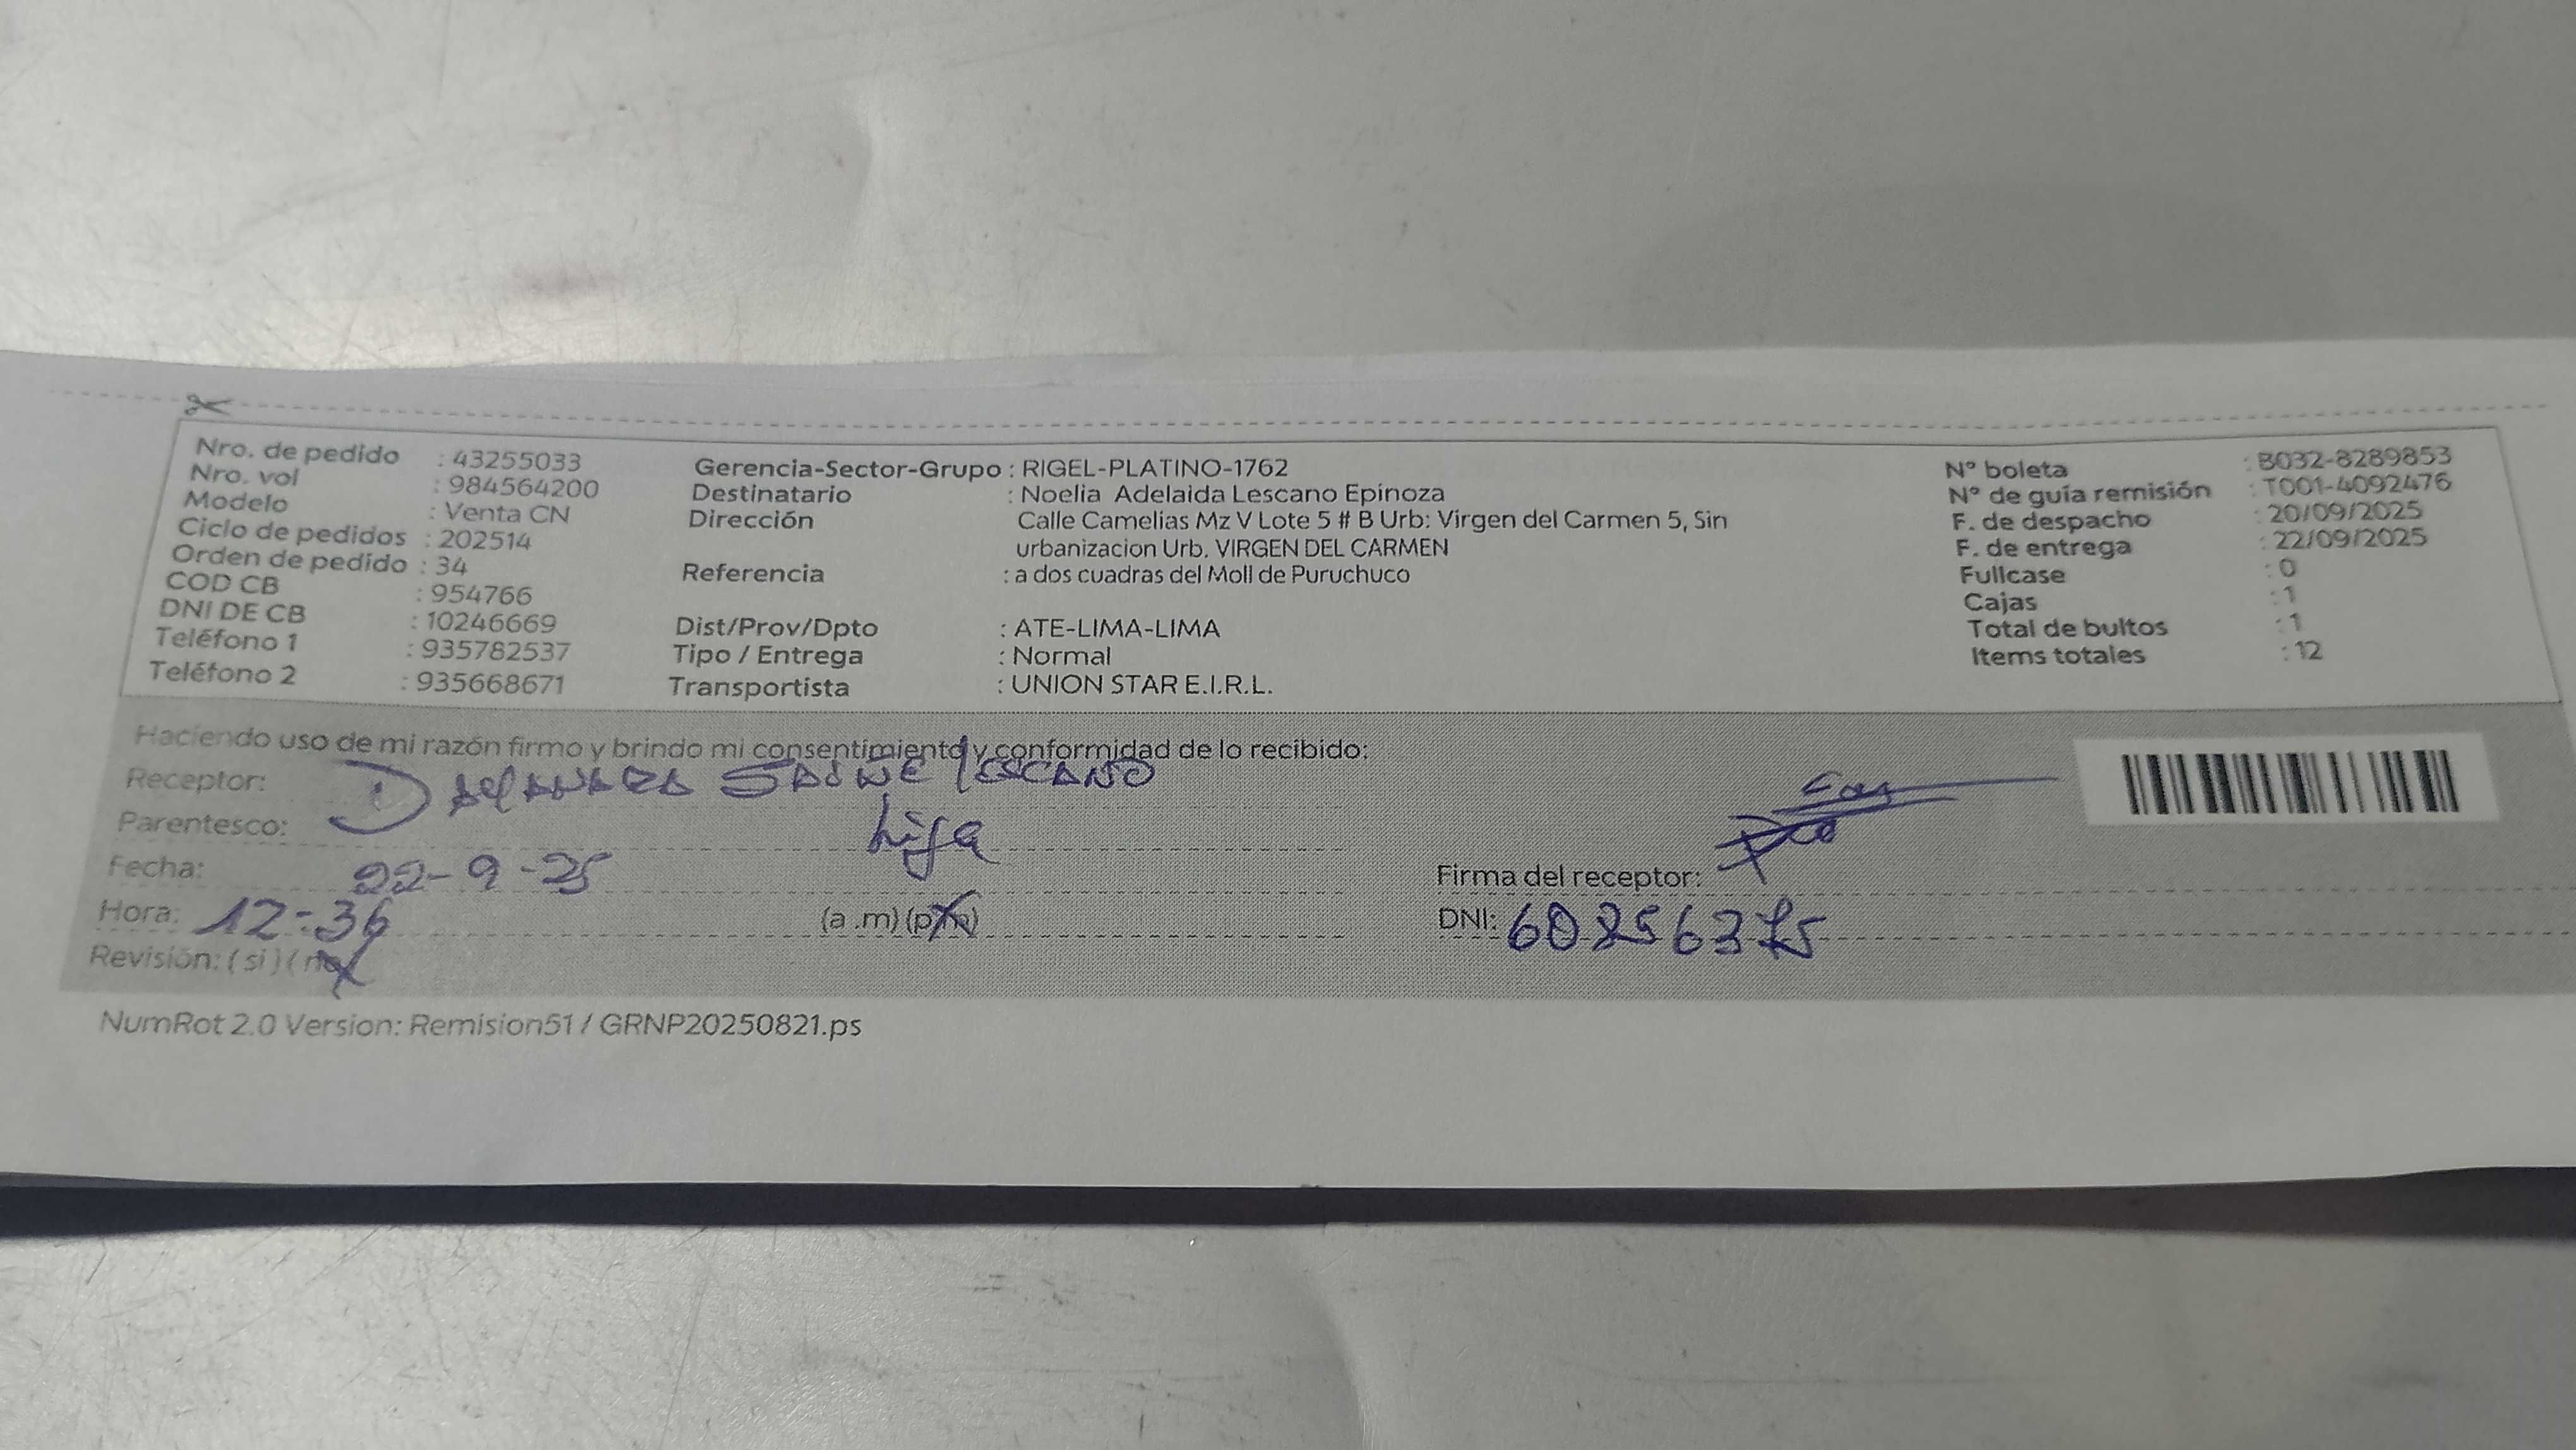 Nro. de pedido : 43255033
Nro. vol : 984564200
Modelo : Venta CN
Ciclo de pedidos : 202514
Orden de pedido : 34
COD CB : 954766
DNI DE CB : 10246669
Teléfono 1 : 935782537
Teléfono 2 : 935668671
Gerencia-Sector-Grupo : RIGEL-PLATINO-1762
Destinatario : Noelia Adelaida Lescano Epinoza
Dirección Calle Camelias Mz V Lote 5 # B Urb: Virgen del Carmen 5, Sin
urbanizacion Urb. VIRGEN DEL CARMEN
Referencia : a dos cuadras del Moll de Puruchuco
Dist/Prov/Dpto : ATE-LIMA-LIMA
Tipo / Entrega : Normal
Transportista : UNION STAR E.I.R.L.
N° boleta : B032-8289853
N° de guía remisión : T001-4092476
F. de despacho : 20/09/2025
F. de entrega : 22/09/2025
Fullcase : 0
Cajas : 1
Total de bultos : 1
Items totales : 12
Haciendo uso de mi razón firmo y brindo mi consentimiento y conformidad de lo recibido:
Receptor: LESCANO
Parentesco: hija
Fecha: 22-9-25
Hora: 12:36 (a .m) (p.m)
Revisión: ( si ) ( no )
Firma del receptor:
DNI:
NumRot 2.0 Version: Remision51 / GRNP20250821.ps